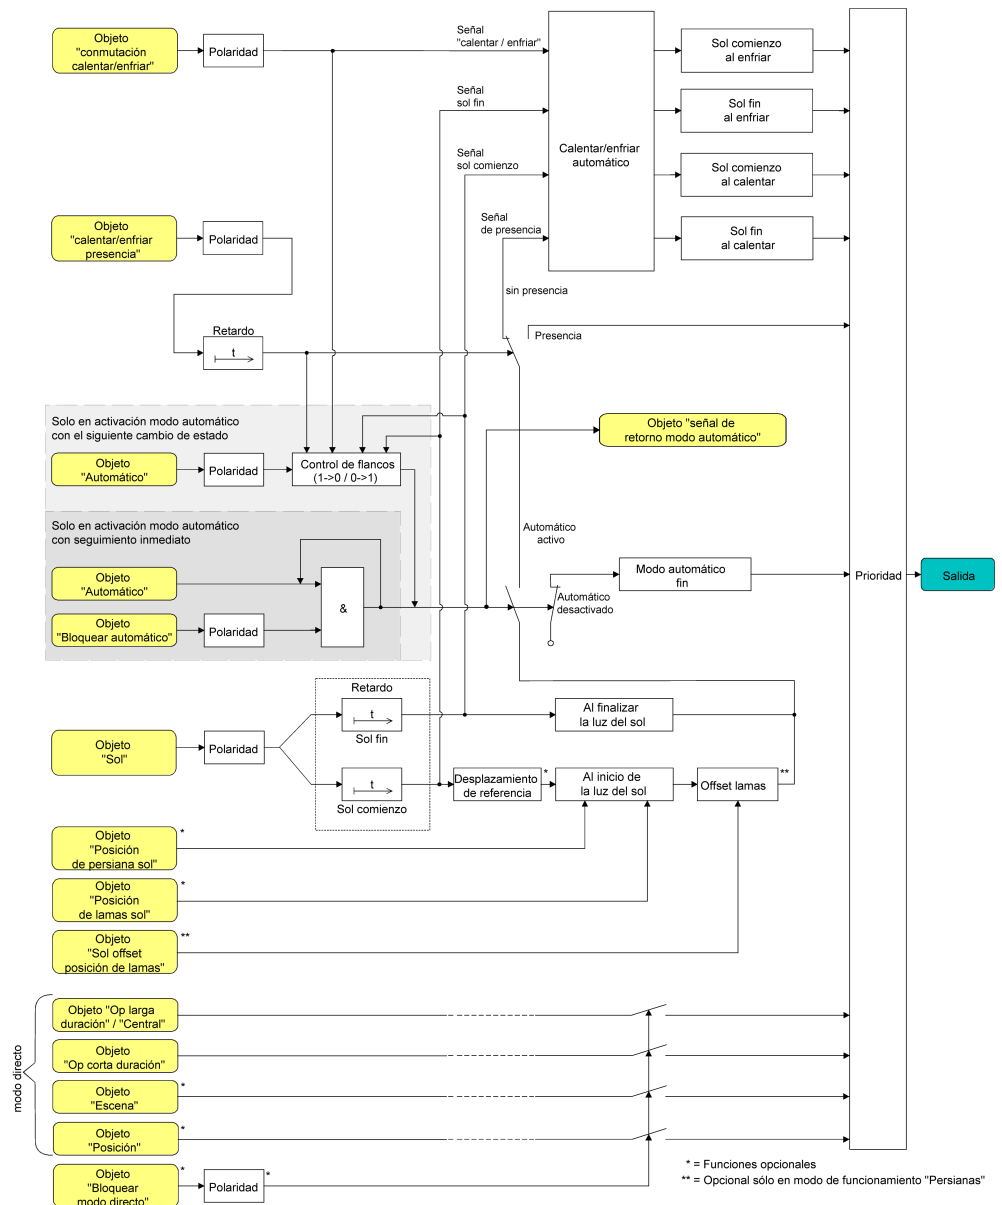 Objeto
"conmutación
calentar/enfriar"
Polaridad
Señal
"calentar / enfriar"
Sol comienzo
al enfriar
Señal
sol fin
Sol fin
al enfriar
Calentar/enfriar
automático
Señal
sol comienzo
Sol comienzo
al calentar
Objeto
"calentar/enfriar
presencia"
Polaridad
Señal
de presencia
Sol fin
al calentar
sin presencia
Presencia
Retardo
t
Solo en activación modo automático
con el siguiente cambio de estado
Objeto
"Automático"
Polaridad
Control de flancos
(1->0 / 0->1)
Objeto "señal de
retorno modo automático"
Solo en activación modo automático
con seguimiento inmediato
Automático
activo
Objeto
"Automático"
&
Objeto
"Bloquear automático"
Polaridad
Automático
desactivado
Modo automático
fin
Prioridad
Salida
Retardo
t
Sol fin
Al finalizar
la luz del sol
Objeto
"Sol"
Polaridad
t
Sol comienzo
Desplazamiento
de referencia
*
Al inicio de
la luz del sol
Offset lamas
**
Objeto
"Posición
de persiana sol"
*
Objeto
"Posición
de lamas sol"
*
Objeto
"Sol offset
posición de lamas"
**
modo directo
Objeto "Op larga
duración" / "Central"
Objeto
"Op corta duración"
Objeto
"Escena"
*
Objeto
"Posición"
*
Objeto
"Bloquear
modo directo"
*
Polaridad
*
* = Funciones opcionales
** = Opcional sólo en modo de funcionamiento "Persianas"